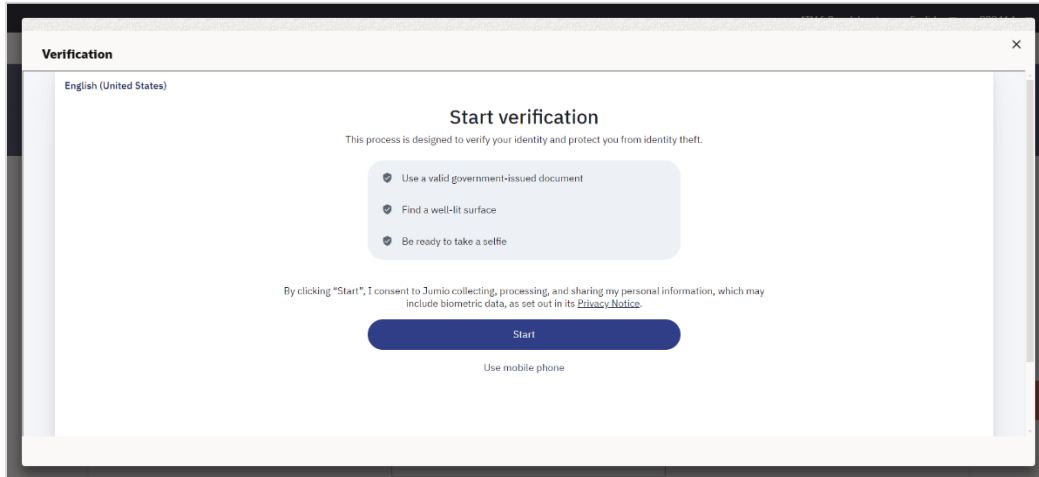 Verification
×
English (United States)
Start verification
This process is designed to verify your identity and protect you from identity theft.
Use a valid government-issued document
Find a well-lit surface
Be ready to take a selfie
By clicking “Start”, I consent to Jumio collecting, processing, and sharing my personal information, which may
include biometric data, as set out in its Privacy Notice.
Start
Use mobile phone